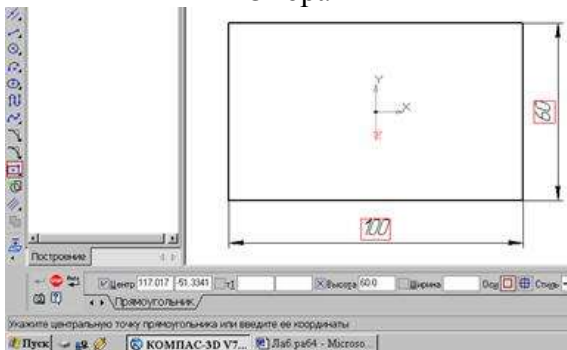 Y
X
60
100
Построение
Центр 117.017 -51.3341 т1 Высота 60.0 Ширина Оси Стиль
Прямоугольник
Укажите центральную точку прямоугольника или введите ее координаты
Пуск КОМПАС-3D V7... Лаб раб4 - Microso...